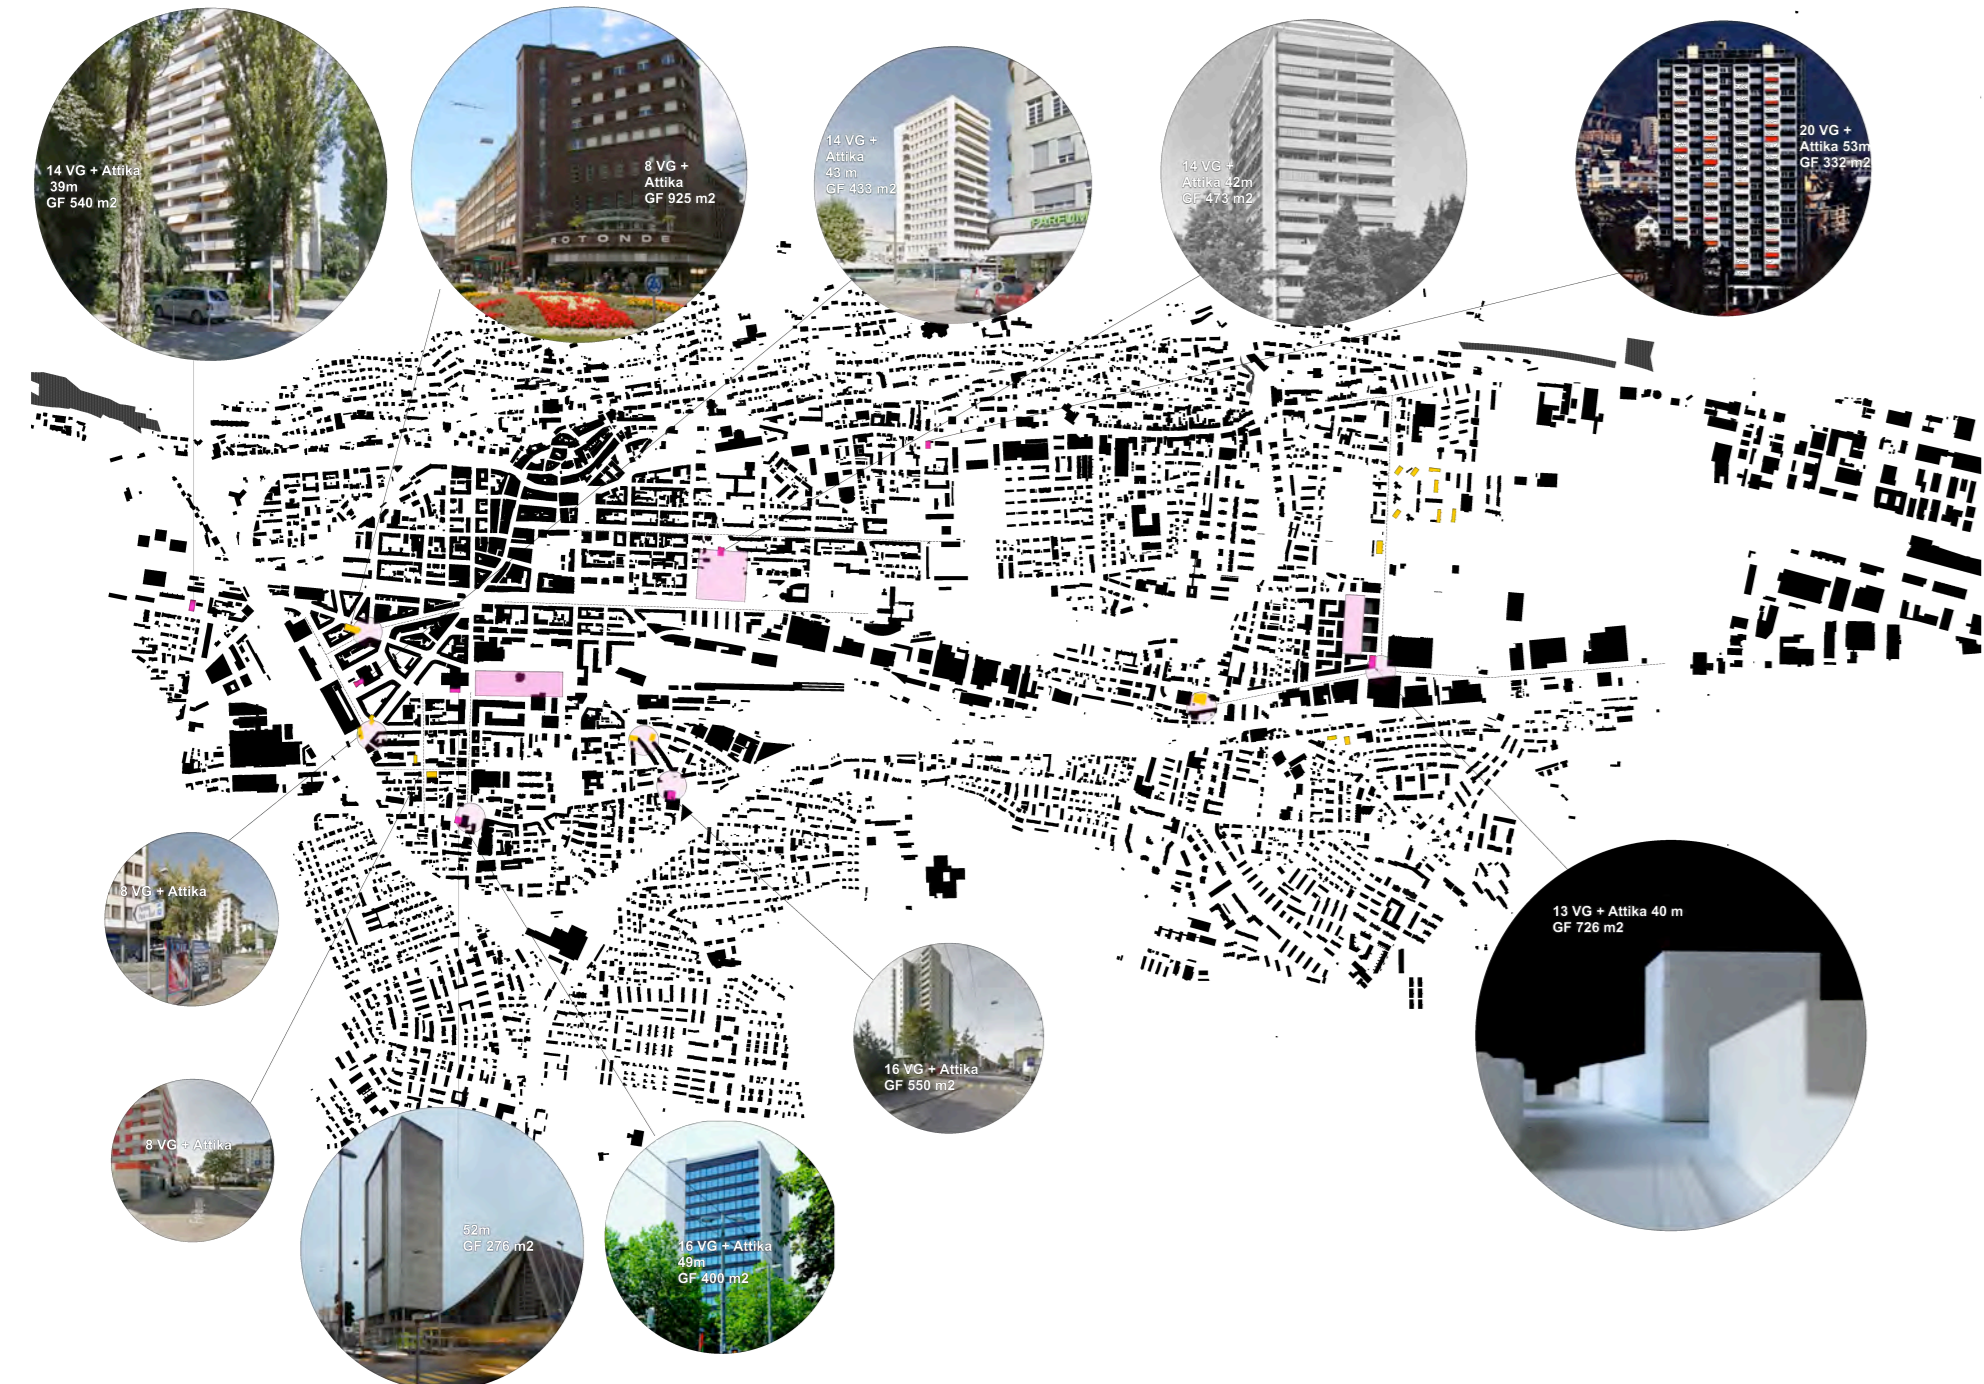 14 VG + Attika
39m
GF 540 m2
8 VG +
Attika
GF 925 m2
ROTONDE
14 VG +
Attika
43 m
GF 433 m2
PARFUM
14 VG +
Attika 42m
GF 473 m2
20 VG +
Attika 53m
GF 332 m2
8 VG + Attika
8 VG + Attika
52m
GF 276 m2
16 VG + Attika
49m
GF 400 m2
16 VG + Attika
GF 550 m2
13 VG + Attika 40 m
GF 726 m2